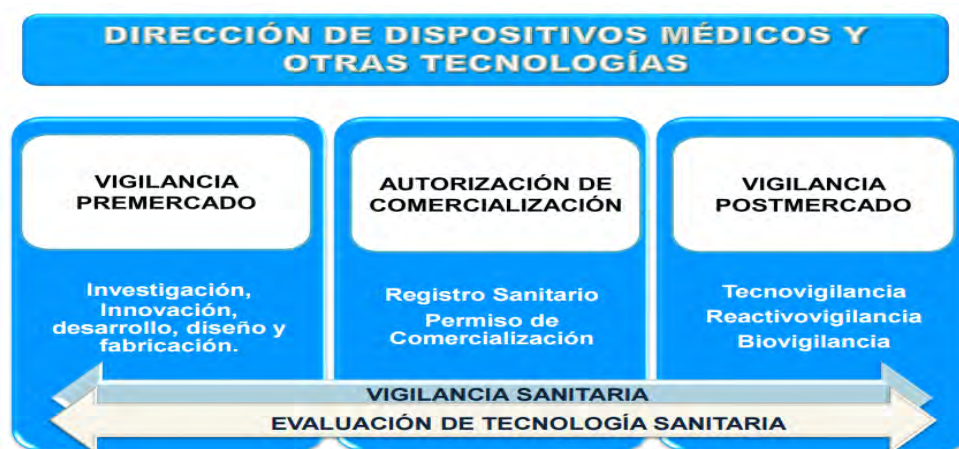 DIRECCIÓN DE DISPOSITIVOS MÉDICOS Y
OTRAS TECNOLOGÍAS
VIGILANCIA
PREMERCADO
Investigación,
Innovación,
desarrollo, diseño y
fabricación.
AUTORIZACIÓN DE
COMERCIALIZACIÓN
Registro Sanitario
Permiso de
Comercialización
VIGILANCIA
POSTMERCADO
Tecnovigilancia
Reactivovigilancia
Biovigilancia
VIGILANCIA SANITARIA
EVALUACIÓN DE TECNOLOGÍA SANITARIA